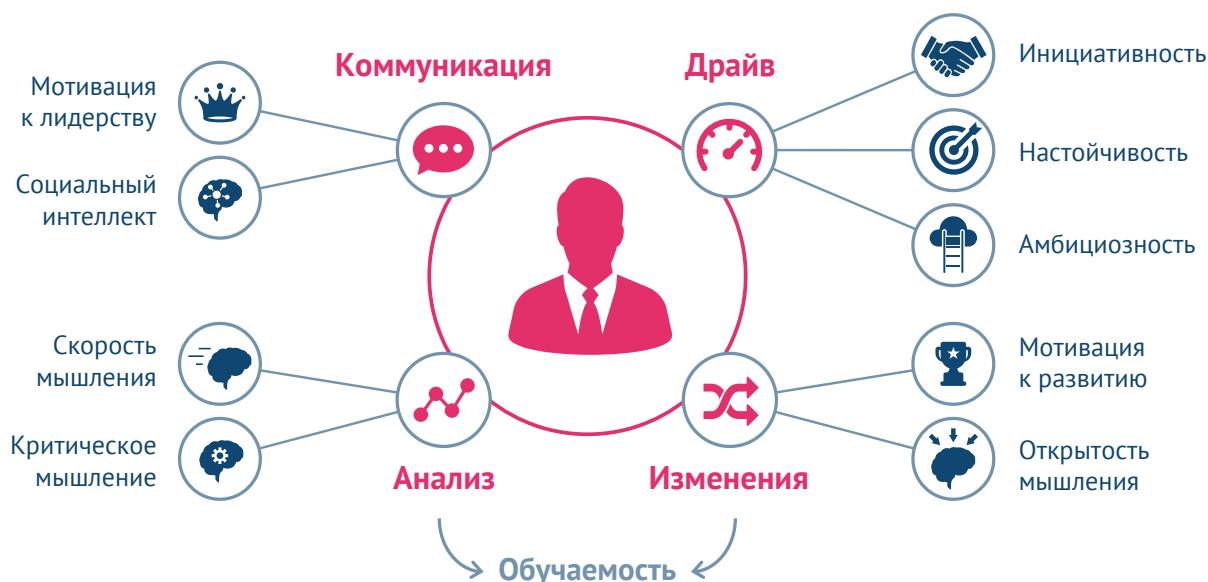 Коммуникация
Мотивация
к лидерству
Социальный
интеллект
Драйв
Инициативность
Настойчивость
Амбициозность
Скорость
мышления
Критическое
мышление
Анализ
Изменения
Мотивация
к развитию
Открытость
мышления
Обучаемость